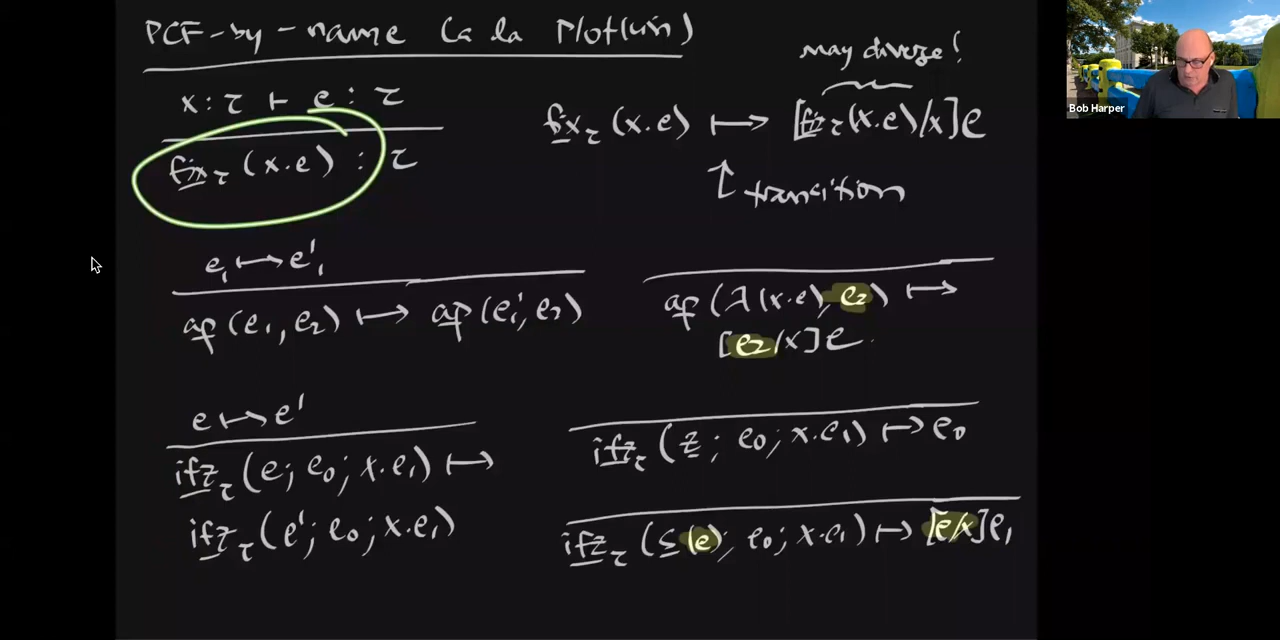 PCF-by-name (a la Plotkin)
may diverge!
x : τ ⊢ e : τ
fix_τ (x.e) : τ
fix_τ (x.e) ↦ [fix_τ (x.e)/x]e
↑ transition
e₁ ↦ e₁'
ap (e₁, e₂) ↦ ap (e₁', e₂)
ap (λ(x.e), e₂) ↦
[e₂/x]e
e ↦ e'
ifz_τ (e; e₀; x.e₁) ↦
ifz_τ (e'; e₀; x.e₁)
ifz_τ (z; e₀; x.e₁) ↦ e₀
ifz_τ (s(e); e₀; x.e₁) ↦ [e/x]e₁
Bob Harper